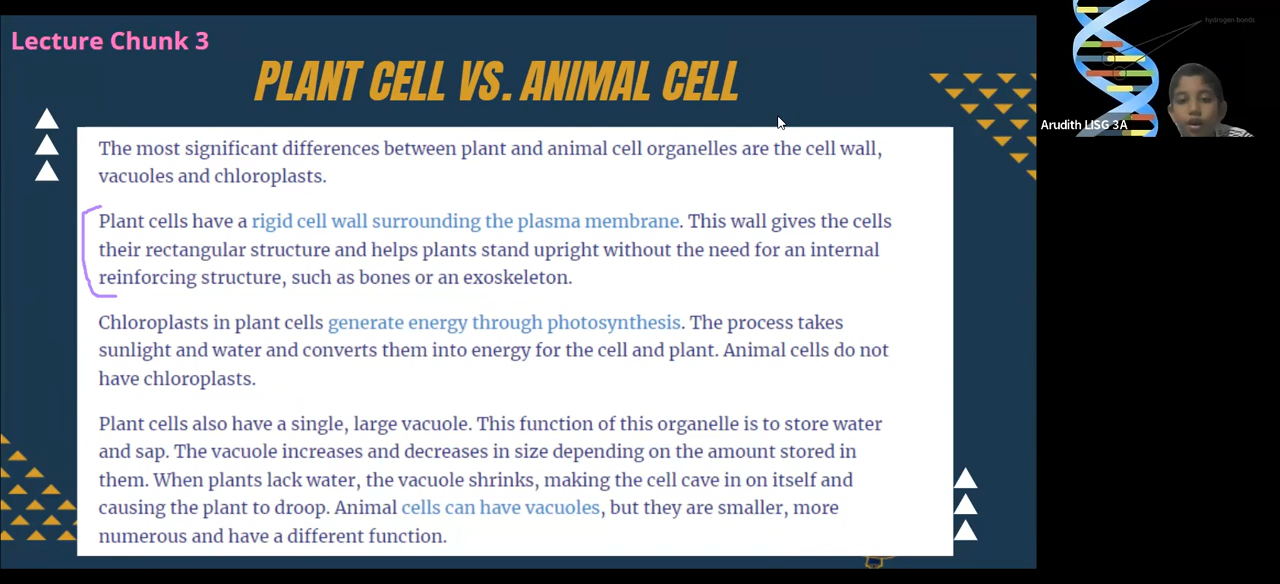 Lecture Chunk 3
PLANT CELL VS. ANIMAL CELL
hydrogen bonds
Arudith LISG 3A
The most significant differences between plant and animal cell organelles are the cell wall,
vacuoles and chloroplasts.
Plant cells have a rigid cell wall surrounding the plasma membrane. This wall gives the cells
their rectangular structure and helps plants stand upright without the need for an internal
reinforcing structure, such as bones or an exoskeleton.
Chloroplasts in plant cells generate energy through photosynthesis. The process takes
sunlight and water and converts them into energy for the cell and plant. Animal cells do not
have chloroplasts.
Plant cells also have a single, large vacuole. This function of this organelle is to store water
and sap. The vacuole increases and decreases in size depending on the amount stored in
them. When plants lack water, the vacuole shrinks, making the cell cave in on itself and
causing the plant to droop. Animal cells can have vacuoles, but they are smaller, more
numerous and have a different function.